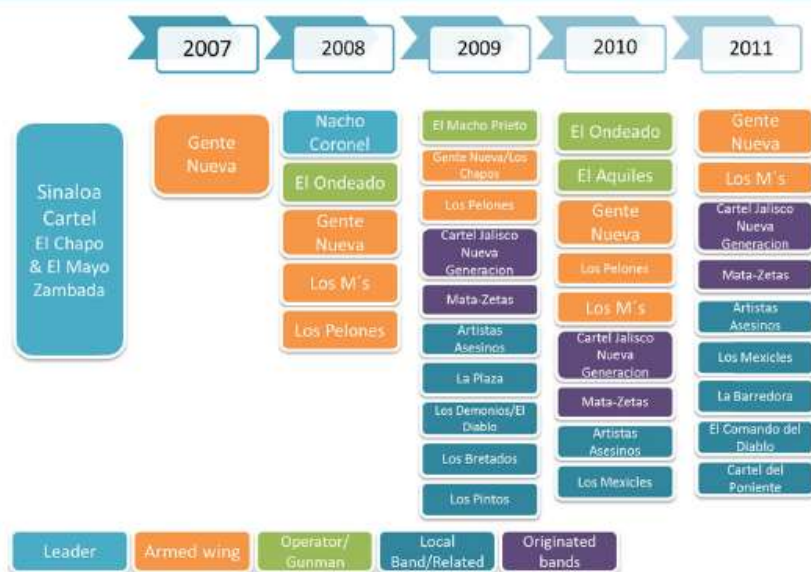 2007
2008
2009
2010
2011
Sinaloa
Cartel
El Chapo
& El Mayo
Zambada
Gente
Nueva
Nacho
Coronel
El Ondeado
Gente
Nueva
Los M´s
Los Pelones
El Macho Prieto
Gente Nueva/Los
Chapos
Los Pelones
Cartel Jalisco
Nueva
Generacion
Mata-Zetas
Artistas
Asesinos
La Plaza
Los Demonios/El
Diablo
Los Bretados
Los Pintos
El Ondeado
El Aquiles
Gente
Nueva
Los Pelones
Los M´s
Cartel Jalisco
Nueva
Generacion
Mata-Zetas
Artistas
Asesinos
Los Mexicles
Gente
Nueva
Los M´s
Cartel Jalisco
Nueva
Generacion
Mata-Zetas
Artistas
Asesinos
Los Mexicles
La Barredora
El Comando del
Diablo
Cartel del
Poniente
Leader
Armed wing
Operator/
Gunman
Local
Band/Related
Originated
bands